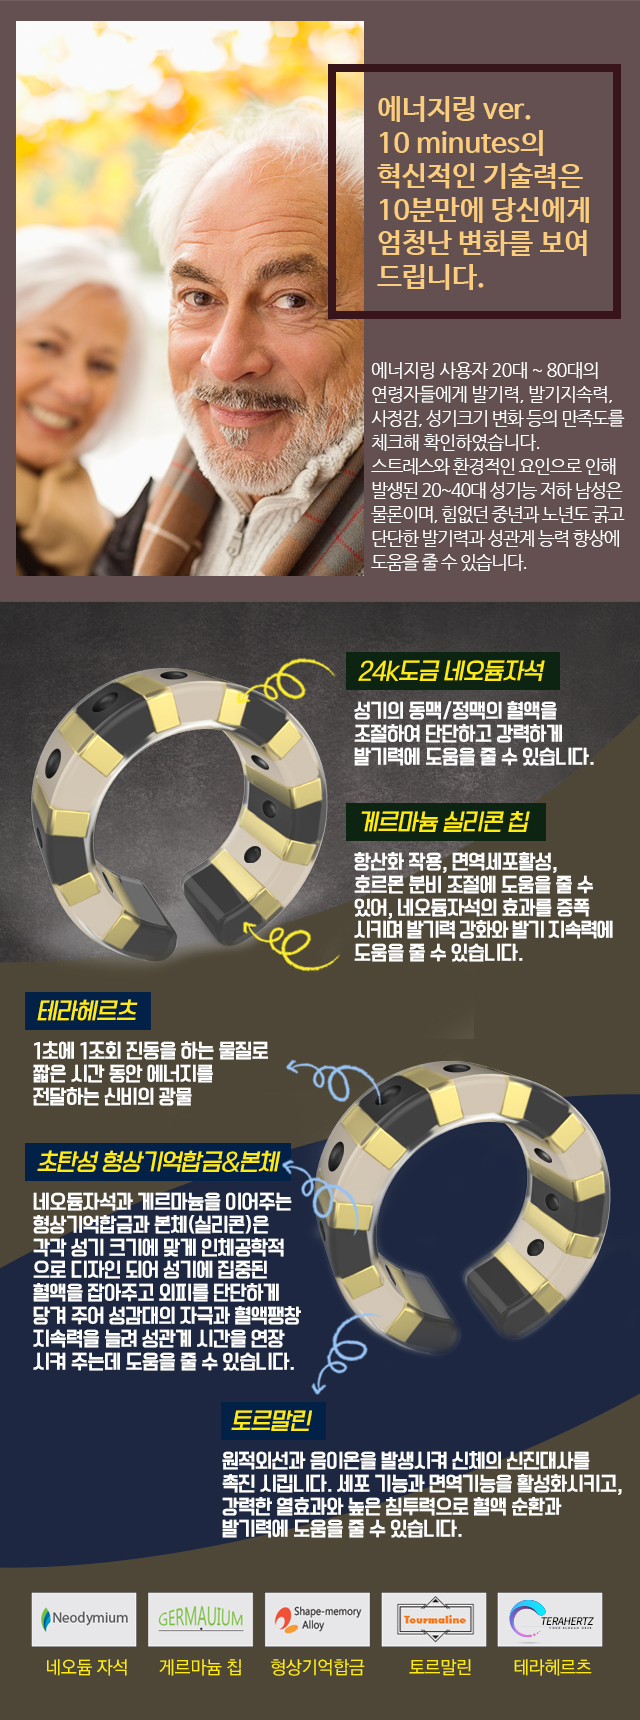 에너지링 ver.
10 minutes의
혁신적인 기술력은
10분만에 당신에게
엄청난 변화를 보여
드립니다.
에너지링 사용자 20대 ~ 80대의
연령자들에게 발기력, 발기지속력,
사정감, 성기크기 변화 등의 만족도를
체크해 확인하였습니다.
스트레스와 환경적인 요인으로 인해
발생된 20~40대 성기능 저하 남성은
물론이며, 힘없던 중년과 노년도 굵고
단단한 발기력과 성관계 능력 향상에
도움을 줄 수 있습니다.
24k도금 네오듐자석
성기의 동맥/정맥의 혈액을
조절하여 단단하고 강력하게
발기력에 도움을 줄 수 있습니다.
게르마늄 실리콘 칩
항산화 작용, 면역세포활성,
호르몬 분비 조절에 도움을 줄 수
있어, 네오듐자석의 효과를 증폭
시키며 발기력 강화와 발기 지속력에
도움을 줄 수 있습니다.
테라헤르츠
1초에 1조회 진동을 하는 물질로
짧은 시간 동안 에너지를
전달하는 신비의 광물
초탄성 형상기억합금&본체
네오듐자석과 게르마늄을 이어주는
형상기억합금과 본체(실리콘)은
각각 성기 크기에 맞게 인체공학적
으로 디자인 되어 성기에 집중된
혈액을 잡아주고 외피를 단단하게
당겨 주어 성감대의 자극과 혈액팽창
지속력을 늘려 성관계 시간을 연장
시켜 주는데 도움을 줄 수 있습니다.
토르말린
원적외선과 음이온을 발생시켜 신체의 신진대사를
촉진 시킵니다. 세포 기능과 면역기능을 활성화시키고,
강력한 열효과와 높은 침투력으로 혈액 순환과
발기력에 도움을 줄 수 있습니다.
Neodymium
GERMAUIUM
Shape-memory
Alloy
Tourmaline
TERAHERTZ
YOUR SLOGAN HERE
네오듐 자석
게르마늄 칩
형상기억합금
토르말린
테라헤르츠